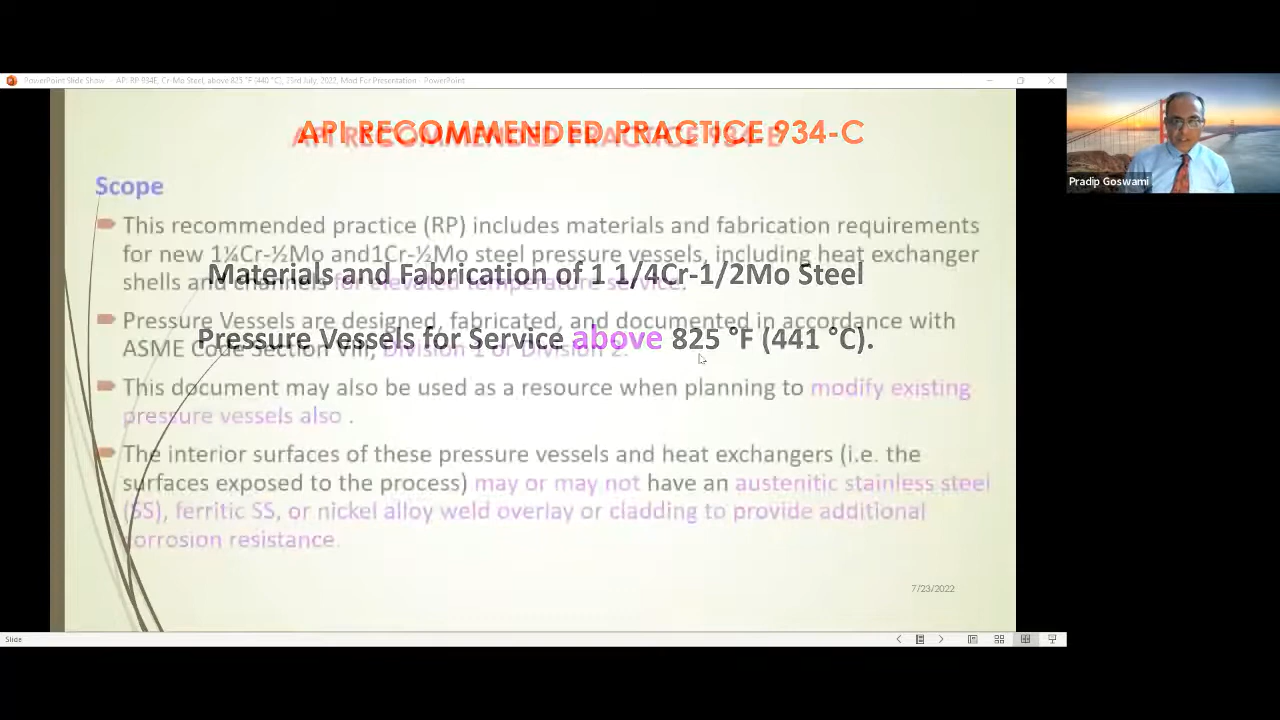 PowerPoint Slide Show - API RP 934E, Cr-Mo Steel, above 825 °F (440 °C), 23rd July, 2022, Mod For Presentation - PowerPoint
API RECOMMENDED PRACTICE 934-C
API RECOMMENDED PRACTICE 934-E
Scope
This recommended practice (RP) includes materials and fabrication requirements
for new 1¼Cr-½Mo and1Cr-½Mo steel pressure vessels, including heat exchanger
shells and channels for elevated temperature service.
Materials and Fabrication of 1 1/4Cr-1/2Mo Steel
Pressure Vessels are designed, fabricated, and documented in accordance with
ASME Code Section VIII, Division 1 or Division 2.
Pressure Vessels for Service above 825 °F (441 °C).
This document may also be used as a resource when planning to modify existing
pressure vessels also .
The interior surfaces of these pressure vessels and heat exchangers (i.e. the
surfaces exposed to the process) may or may not have an austenitic stainless steel
(SS), ferritic SS, or nickel alloy weld overlay or cladding to provide additional
corrosion resistance.
7/23/2022
Slide
Pradip Goswami